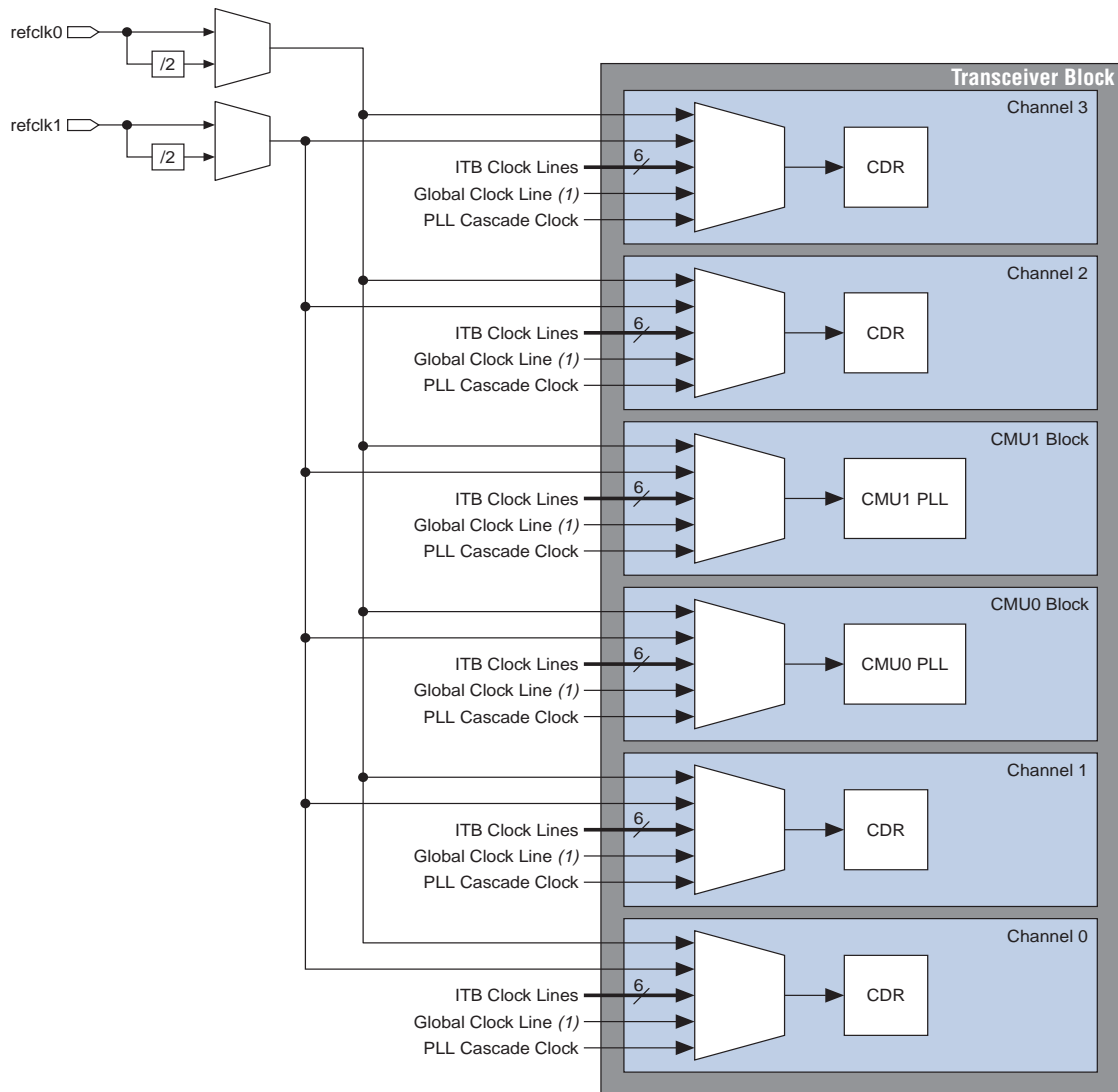 refclk0
/2
refclk1
/2
Transceiver Block
Channel 3
6
ITB Clock Lines
Global Clock Line (1)
PLL Cascade Clock
CDR
Channel 2
6
ITB Clock Lines
Global Clock Line (1)
PLL Cascade Clock
CDR
CMU1 Block
6
ITB Clock Lines
Global Clock Line (1)
PLL Cascade Clock
CMU1 PLL
CMU0 Block
6
ITB Clock Lines
Global Clock Line (1)
PLL Cascade Clock
CMU0 PLL
Channel 1
6
ITB Clock Lines
Global Clock Line (1)
PLL Cascade Clock
CDR
Channel 0
6
ITB Clock Lines
Global Clock Line (1)
PLL Cascade Clock
CDR